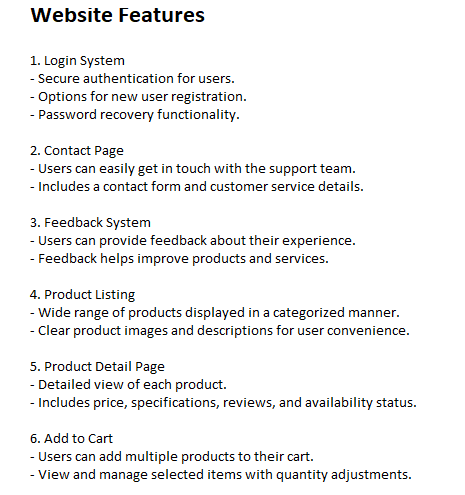 Website Features
1. Login System
- Secure authentication for users.
- Options for new user registration.
- Password recovery functionality.
2. Contact Page
- Users can easily get in touch with the support team.
- Includes a contact form and customer service details.
3. Feedback System
- Users can provide feedback about their experience.
- Feedback helps improve products and services.
4. Product Listing
- Wide range of products displayed in a categorized manner.
- Clear product images and descriptions for user convenience.
5. Product Detail Page
- Detailed view of each product.
- Includes price, specifications, reviews, and availability status.
6. Add to Cart
- Users can add multiple products to their cart.
- View and manage selected items with quantity adjustments.